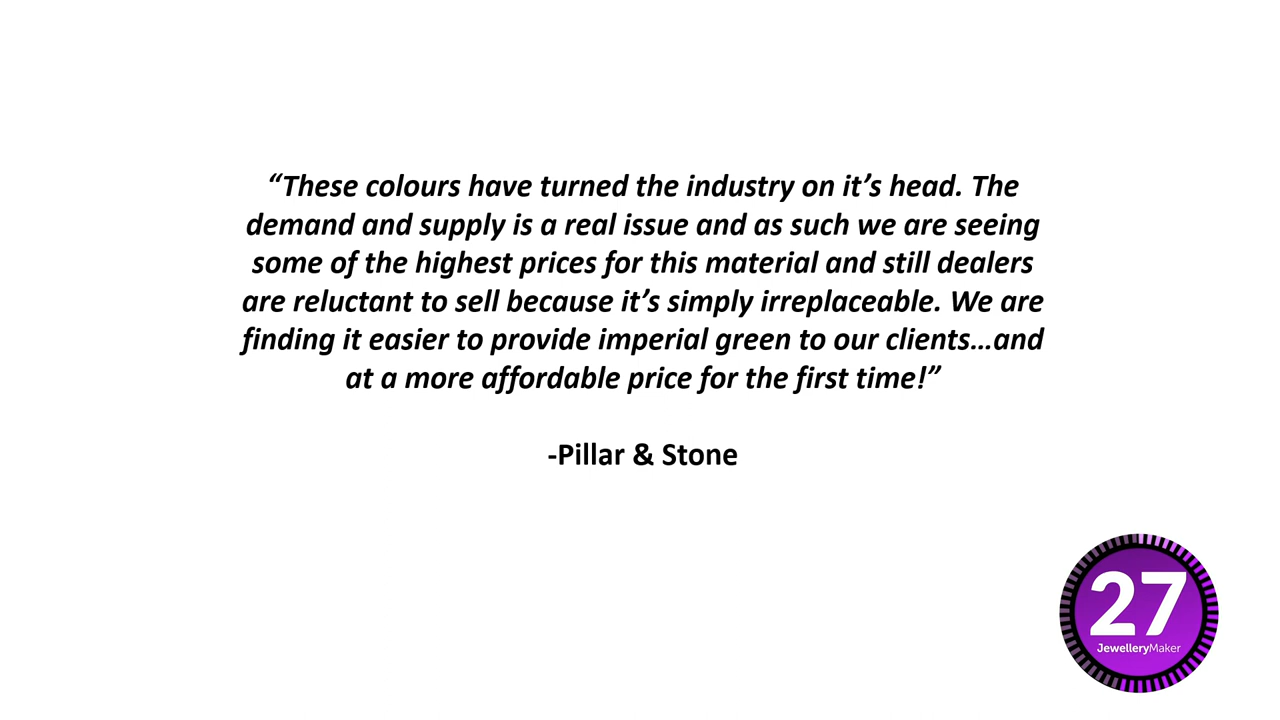 “These colours have turned the industry on it’s head. The
demand and supply is a real issue and as such we are seeing
some of the highest prices for this material and still dealers
are reluctant to sell because it’s simply irreplaceable. We are
finding it easier to provide imperial green to our clients…and
at a more affordable price for the first time!”
-Pillar & Stone
27
JewelleryMaker